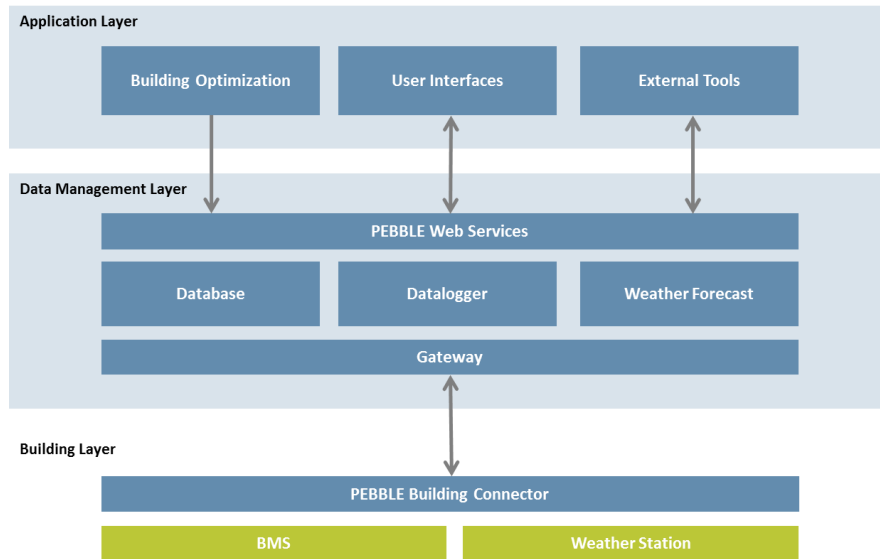 Application Layer
Building Optimization
User Interfaces
External Tools
Data Management Layer
PEBBLE Web Services
Database
Datalogger
Weather Forecast
Gateway
Building Layer
PEBBLE Building Connector
BMS
Weather Station